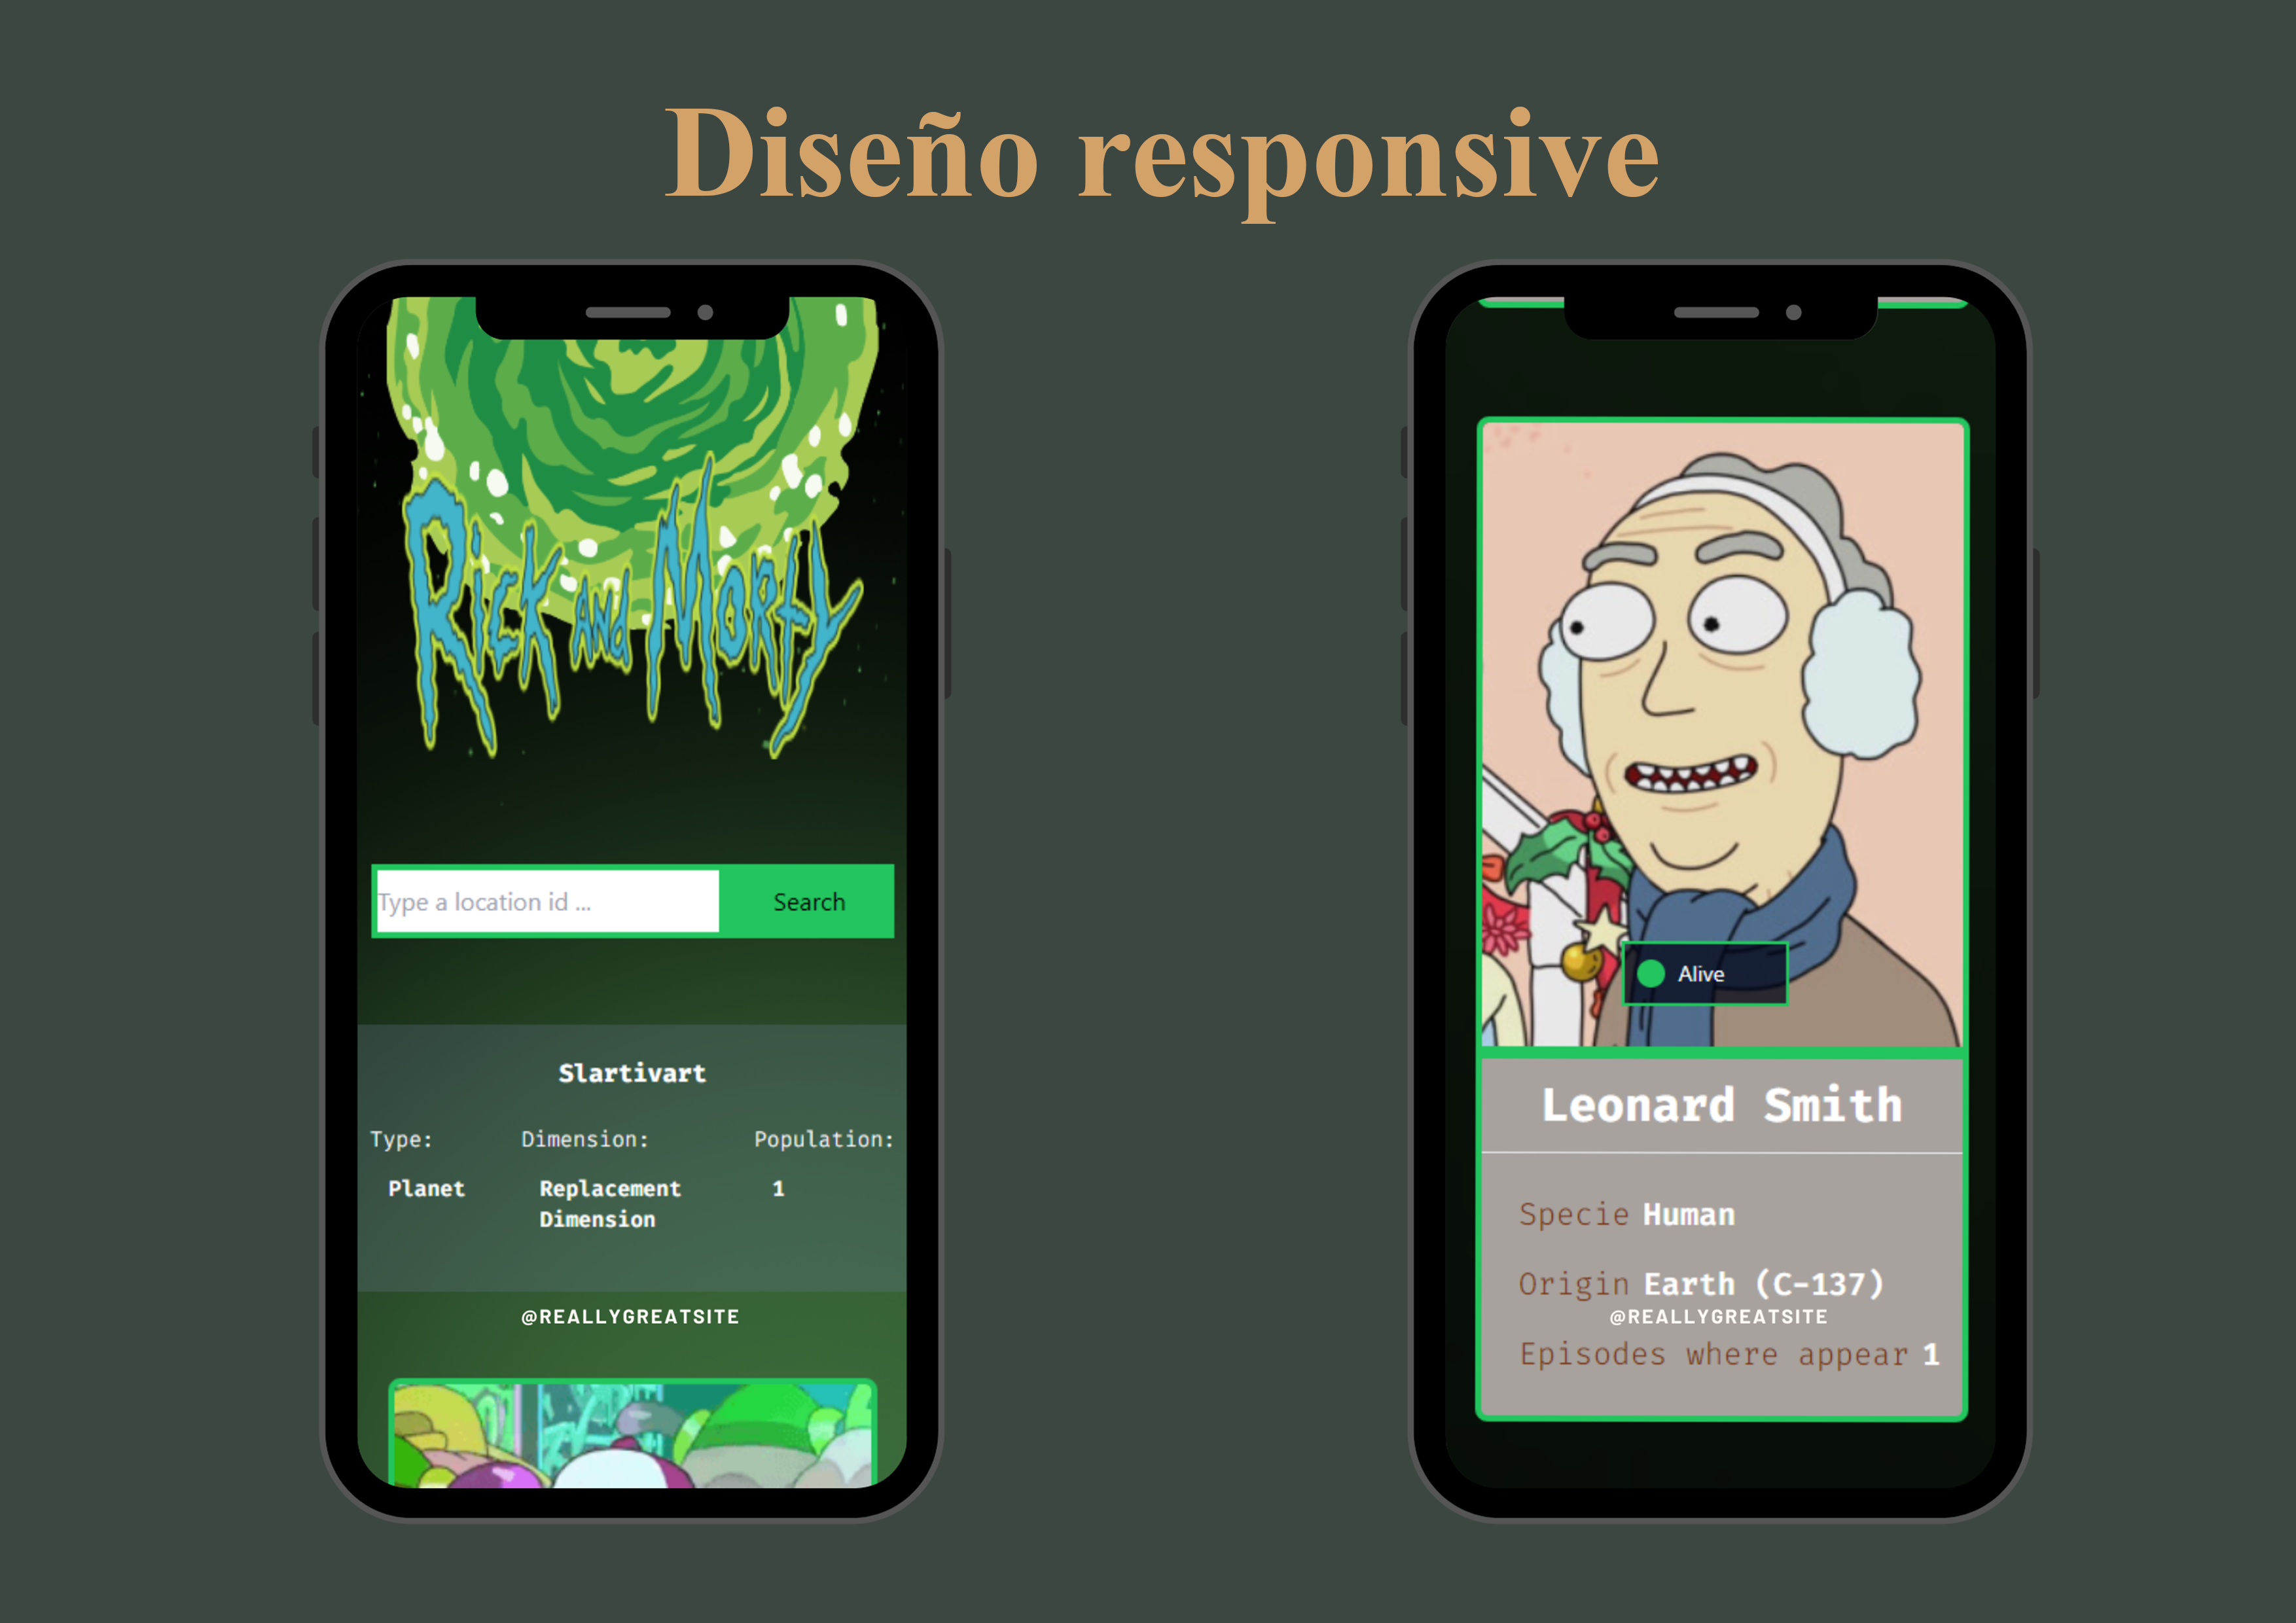 Diseño responsive
Rick and Morty
Type a location id ...
Search
Slartivart
Type: Dimension: Population:
Planet Replacement 1
Dimension
@REALLYGREATSITE
Alive
Leonard Smith
Specie Human
Origin Earth (C-137)
@REALLYGREATSITE
Episodes where appear 1